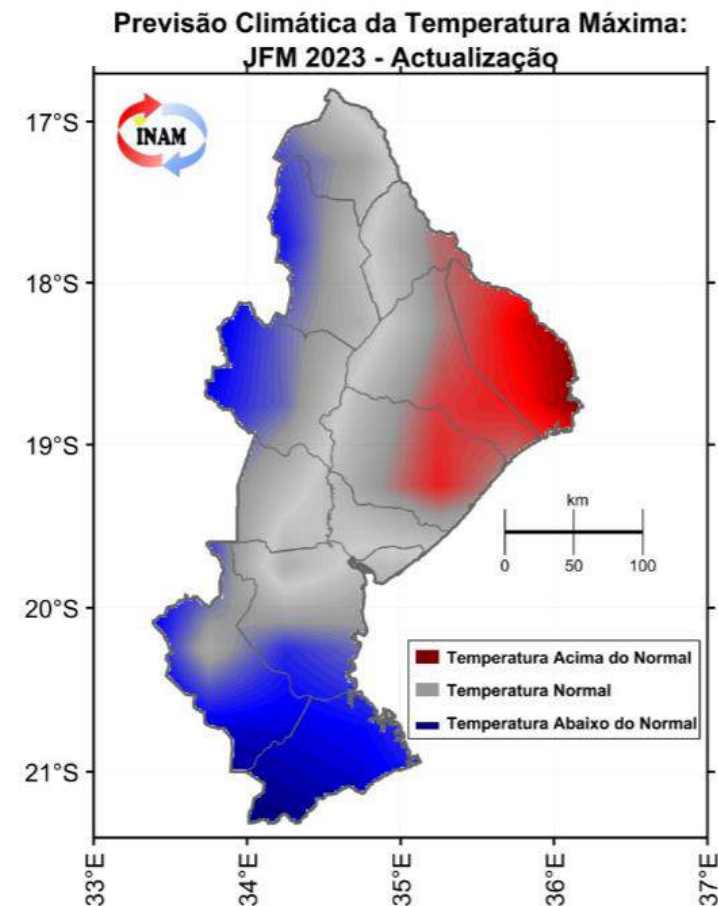 Previsão Climática da Temperatura Máxima:
JFM 2023 - Actualização
INAM
17°S
18°S
19°S
20°S
21°S
km
0 50 100
Temperatura Acima do Normal
Temperatura Normal
Temperatura Abaixo do Normal
33°E
34°E
35°E
36°E
37°E